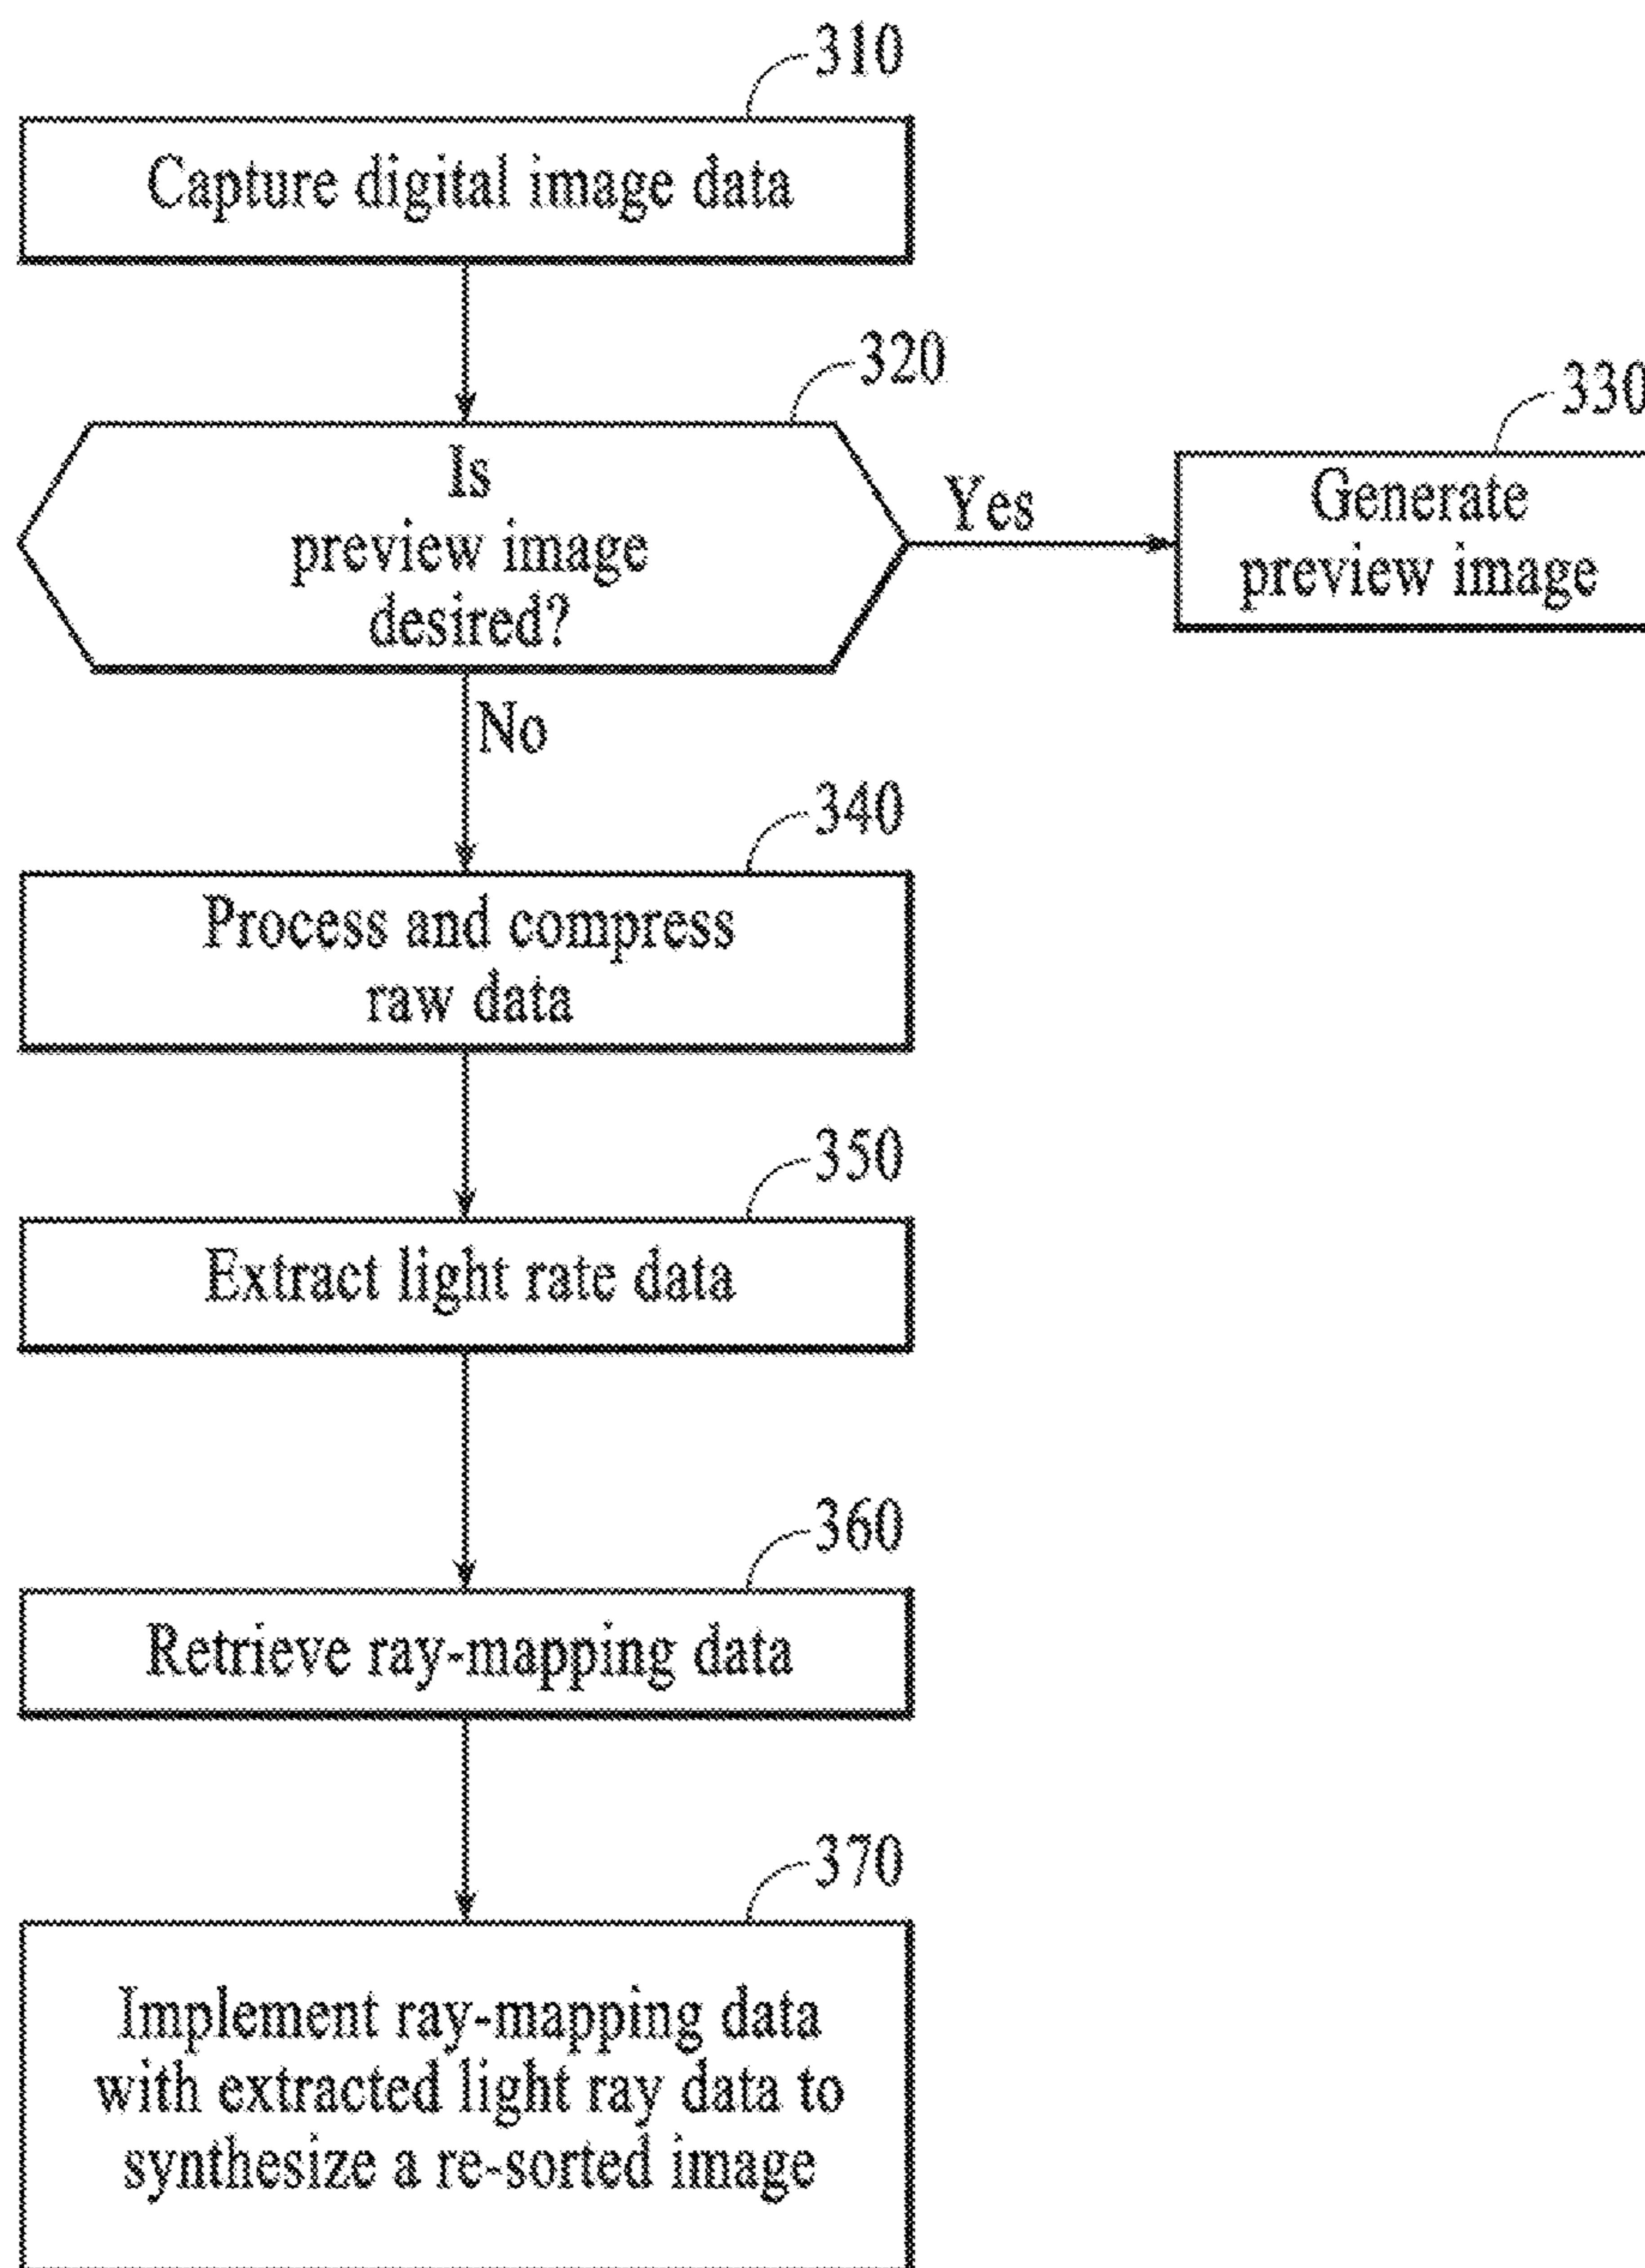 310
Capture digital image data
320
Is
preview image
desired?
Yes
330
Generate
preview image
No
340
Process and compress
raw data
350
Extract light rate data
360
Retrieve ray-mapping data
370
Implement ray-mapping data
with extracted light ray data to
synthesize a re-sorted image